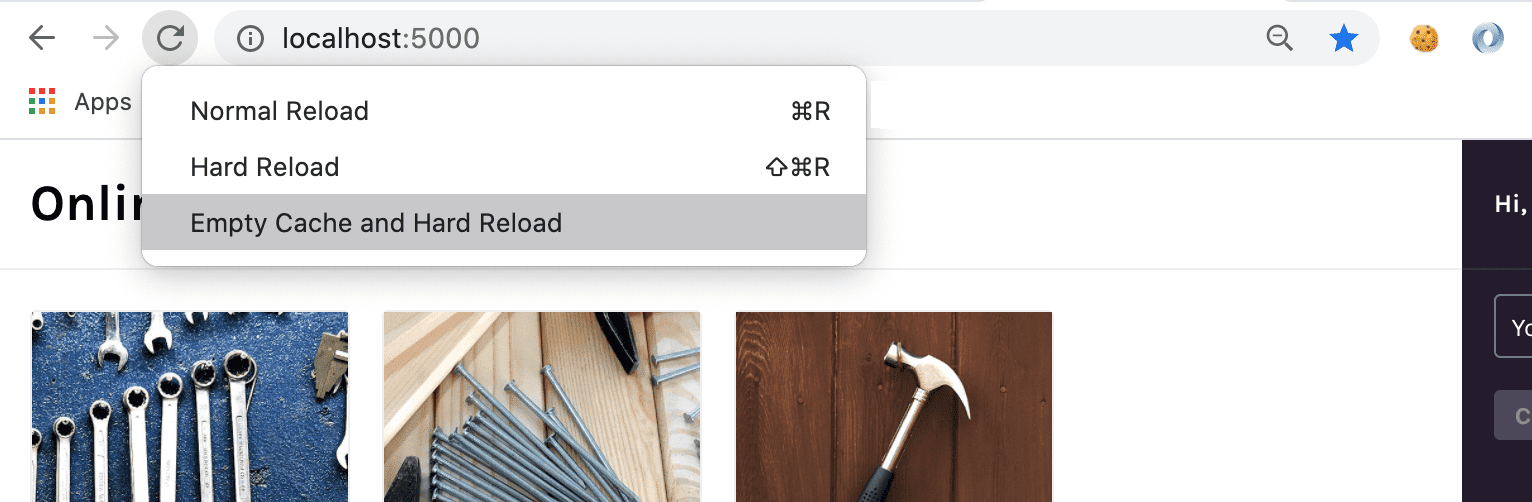 localhost:5000
Apps
Normal Reload ⌘R
Hard Reload ⇧⌘R
Empty Cache and Hard Reload
Hi,